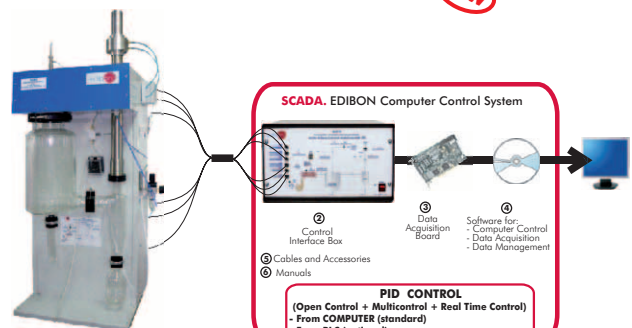 SCADA. EDIBON Computer Control System
②
Control
Interface Box
③
Data
Acquisition
Board
④
Software for:
- Computer Control
- Data Acquisition
- Data Management
⑤ Cables and Accessories
⑥ Manuals
PID CONTROL
(Open Control + Multicontrol + Real Time Control)
- From COMPUTER (standard)